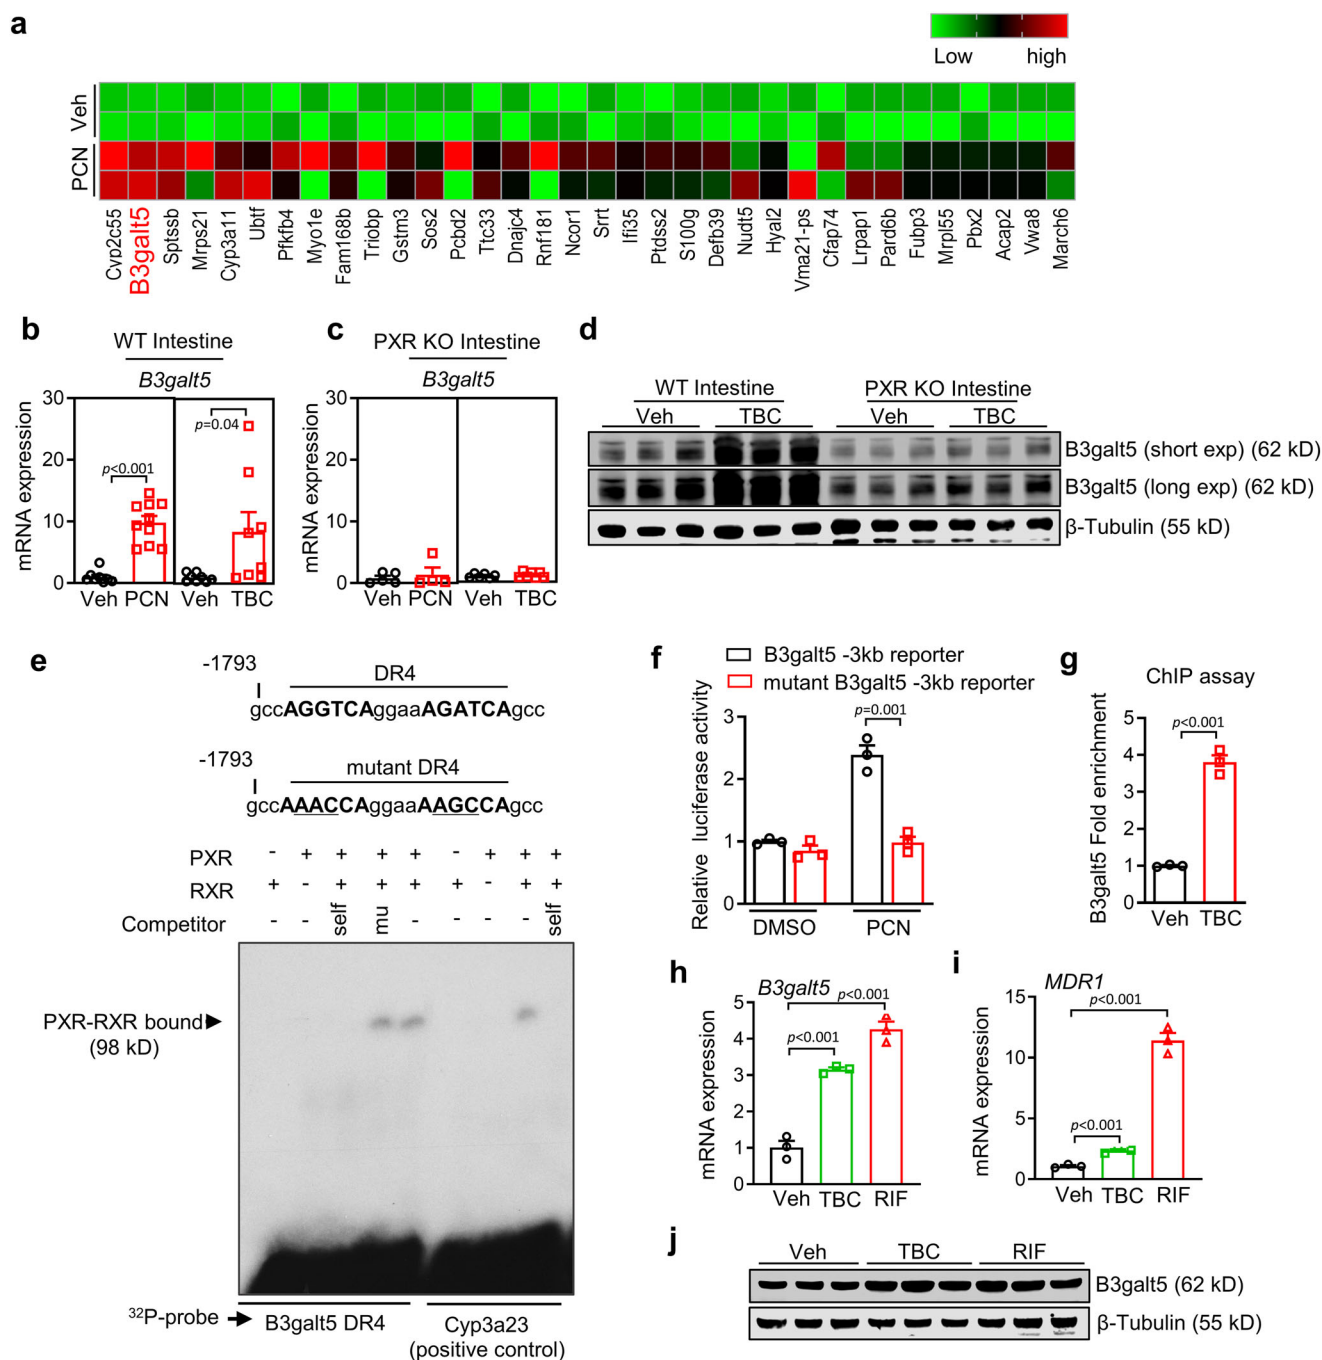 a
Low high
Veh
PCN
Cyp2c55
B3galt5
Sptssb
Mrps21
Cyp3a11
Ubtf
Pfkfb4
Myo1e
Fam168b
Triobp
Gstm3
Sos2
Pcbd2
Ttc33
Dnajc4
Rnf181
Ncor1
Srrt
Ifi35
Ptdss2
S100g
Defb39
Nudt5
Hyal2
Vma21-ps
Cfap74
Lrpap1
Pard6b
Fubp3
Mrpl55
Pbx2
Acap2
Vwa8
March6
b
WT Intestine
B3galt5
mRNA expression
30
20
10
0
p<0.001
p=0.04
Veh PCN Veh TBC
c
PXR KO Intestine
B3galt5
mRNA expression
30
20
10
0
Veh PCN Veh TBC
d
WT Intestine PXR KO Intestine
Veh TBC Veh TBC
B3galt5 (short exp) (62 kD)
B3galt5 (long exp) (62 kD)
β-Tubulin (55 kD)
e
-1793
DR4
gccAGGTCAggaaAGATCAgcc
-1793
mutant DR4
gccAAACCAggaaAAGCCAgcc
PXR - + + + + - + + +
RXR + - + + + + - + +
Competitor - - self mu - - - - self
PXR-RXR bound
(98 kD)
32P-probe
B3galt5 DR4
Cyp3a23
(positive control)
f
B3galt5 -3kb reporter
mutant B3galt5 -3kb reporter
Relative luciferase activity
3
2
1
0
p=0.001
DMSO PCN
g
ChIP assay
B3galt5 Fold enrichment
5
4
3
2
1
0
p<0.001
Veh TBC
h
B3galt5
mRNA expression
5
4
3
2
1
0
p<0.001
p<0.001
Veh TBC RIF
i
MDR1
mRNA expression
15
10
5
0
p<0.001
p<0.001
Veh TBC RIF
j
Veh TBC RIF
B3galt5 (62 kD)
β-Tubulin (55 kD)